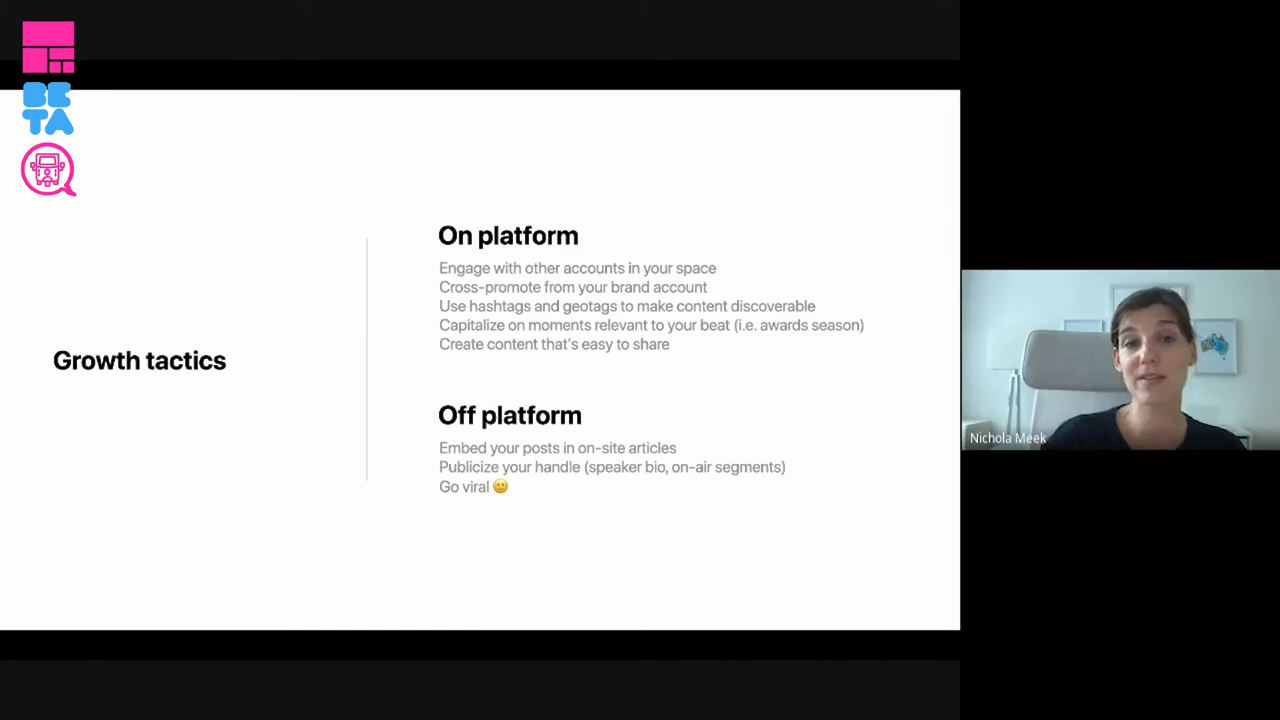 BE
TA
Growth tactics
On platform
Engage with other accounts in your space
Cross-promote from your brand account
Use hashtags and geotags to make content discoverable
Capitalize on moments relevant to your beat (i.e. awards season)
Create content that's easy to share
Off platform
Embed your posts in on-site articles
Publicize your handle (speaker bio, on-air segments)
Go viral 🙂
Nichola Meek